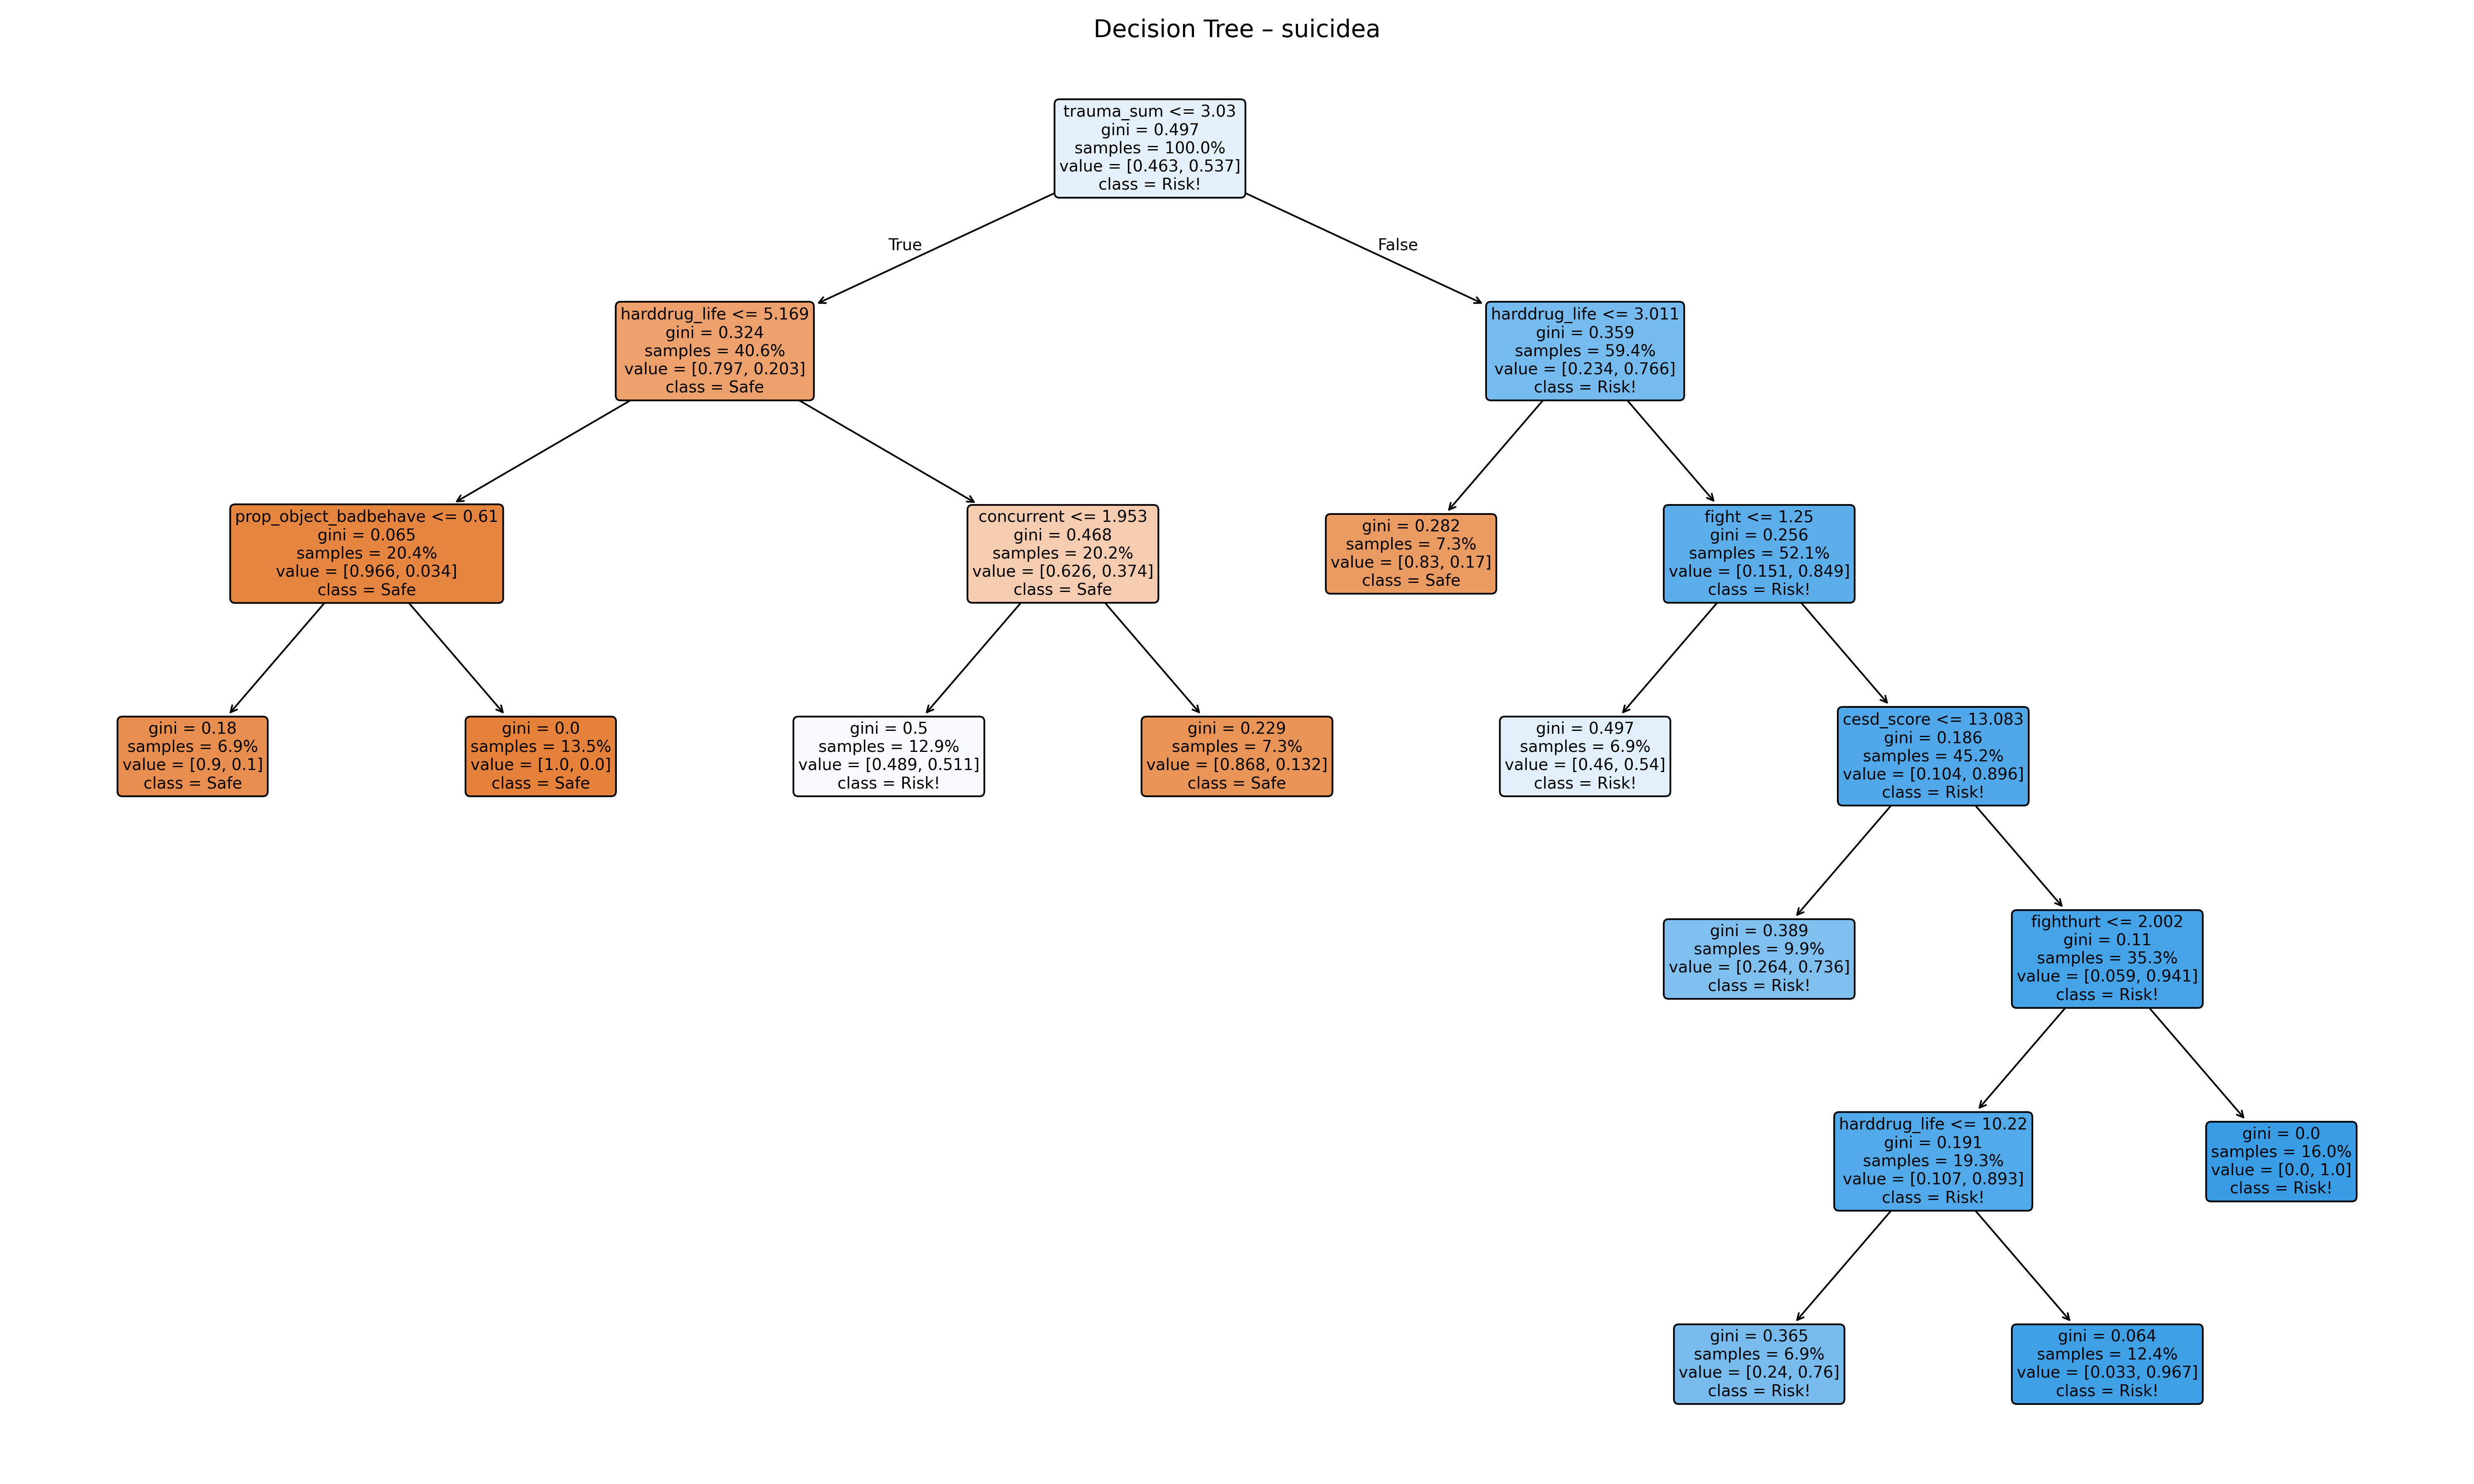 Decision Tree – suicidea
trauma_sum <= 3.03
gini = 0.497
samples = 100.0%
value = [0.463, 0.537]
class = Risk!
True
False
harddrug_life <= 5.169
gini = 0.324
samples = 40.6%
value = [0.797, 0.203]
class = Safe
harddrug_life <= 3.011
gini = 0.359
samples = 59.4%
value = [0.234, 0.766]
class = Risk!
prop_object_badbehave <= 0.61
gini = 0.065
samples = 20.4%
value = [0.966, 0.034]
class = Safe
concurrent <= 1.953
gini = 0.468
samples = 20.2%
value = [0.626, 0.374]
class = Safe
gini = 0.282
samples = 7.3%
value = [0.83, 0.17]
class = Safe
fight <= 1.25
gini = 0.256
samples = 52.1%
value = [0.151, 0.849]
class = Risk!
gini = 0.18
samples = 6.9%
value = [0.9, 0.1]
class = Safe
gini = 0.0
samples = 13.5%
value = [1.0, 0.0]
class = Safe
gini = 0.5
samples = 12.9%
value = [0.489, 0.511]
class = Risk!
gini = 0.229
samples = 7.3%
value = [0.868, 0.132]
class = Safe
gini = 0.497
samples = 6.9%
value = [0.46, 0.54]
class = Risk!
cesd_score <= 13.083
gini = 0.186
samples = 45.2%
value = [0.104, 0.896]
class = Risk!
gini = 0.389
samples = 9.9%
value = [0.264, 0.736]
class = Risk!
fighthurt <= 2.002
gini = 0.11
samples = 35.3%
value = [0.059, 0.941]
class = Risk!
harddrug_life <= 10.22
gini = 0.191
samples = 19.3%
value = [0.107, 0.893]
class = Risk!
gini = 0.0
samples = 16.0%
value = [0.0, 1.0]
class = Risk!
gini = 0.365
samples = 6.9%
value = [0.24, 0.76]
class = Risk!
gini = 0.064
samples = 12.4%
value = [0.033, 0.967]
class = Risk!